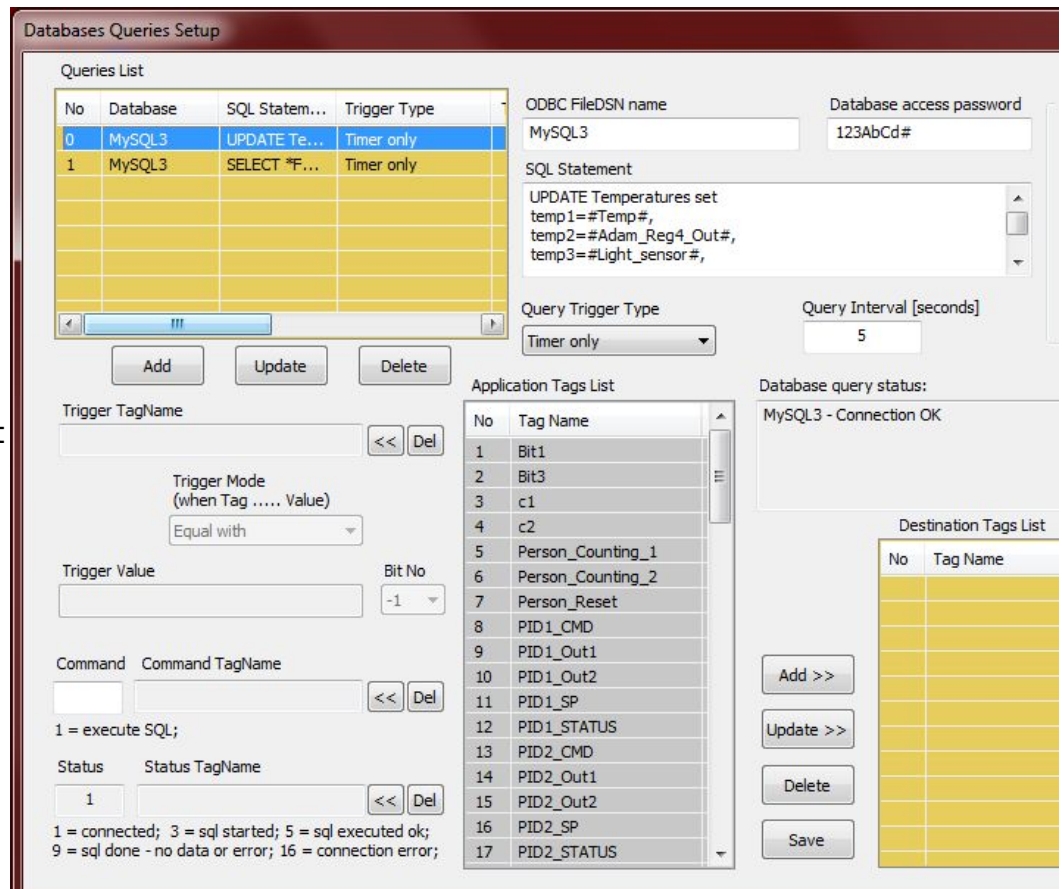 Databases Queries Setup
Queries List
No Database SQL Statem... Trigger Type
0 MySQL3 UPDATE Te... Timer only
1 MySQL3 SELECT *F... Timer only
Add Update Delete
ODBC FileDSN name Database access password
MySQL3 123AbCd#
SQL Statement
UPDATE Temperatures set
temp1=#Temp#,
temp2=#Adam_Reg4_Out#,
temp3=#Light_sensor#,
Query Trigger Type Query Interval [seconds]
Timer only 5
Trigger TagName
<< Del
Trigger Mode
(when Tag ..... Value)
Equal with
Trigger Value Bit No
-1
Command Command TagName
<< Del
1 = execute SQL;
Status Status TagName
1 << Del
1 = connected; 3 = sql started; 5 = sql executed ok;
9 = sql done - no data or error; 16 = connection error;
Application Tags List
No Tag Name
1 Bit1
2 Bit3
3 c1
4 c2
5 Person_Counting_1
6 Person_Counting_2
7 Person_Reset
8 PID1_CMD
9 PID1_Out1
10 PID1_Out2
11 PID1_SP
12 PID1_STATUS
13 PID2_CMD
14 PID2_Out1
15 PID2_Out2
16 PID2_SP
17 PID2_STATUS
Database query status:
MySQL3 - Connection OK
Destination Tags List
No Tag Name
Add >>
Update >>
Delete
Save